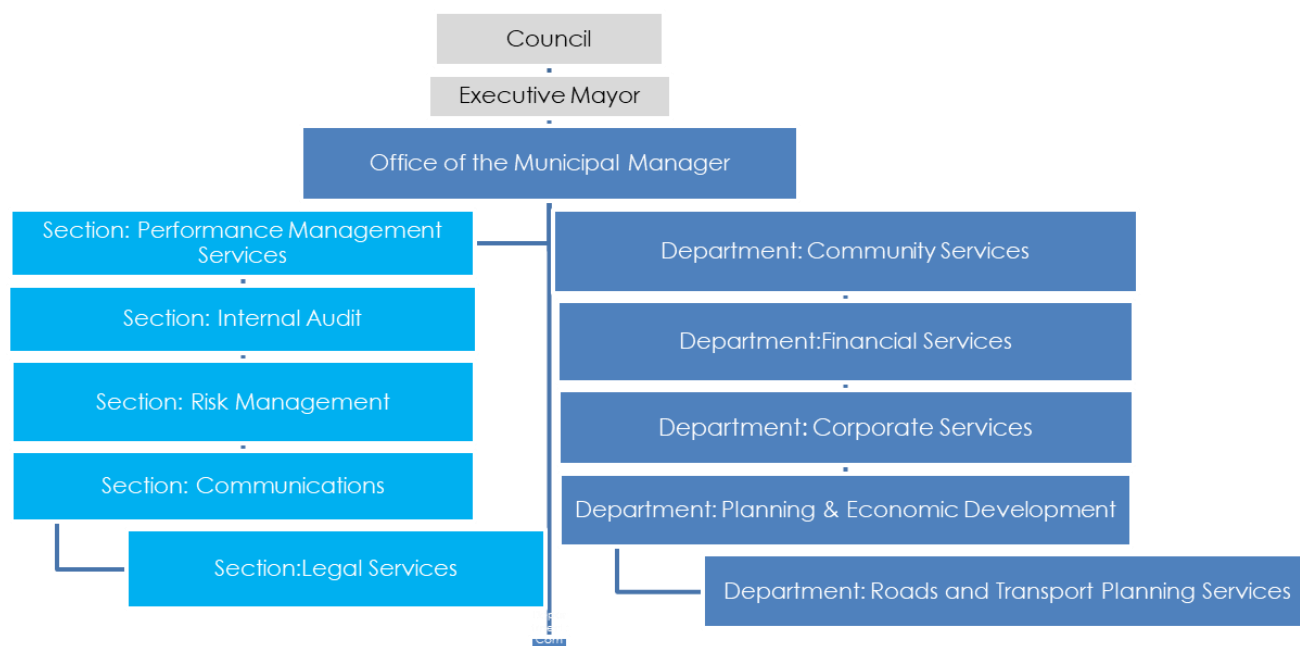 Council
Executive Mayor
Office of the Municipal Manager
Section: Performance Management
Services
Section: Internal Audit
Section: Risk Management
Section: Communications
Section:Legal Services
Department: Community Services
Department:Financial Services
Department: Corporate Services
Department: Planning & Economic Development
Department: Roads and Transport Planning Services